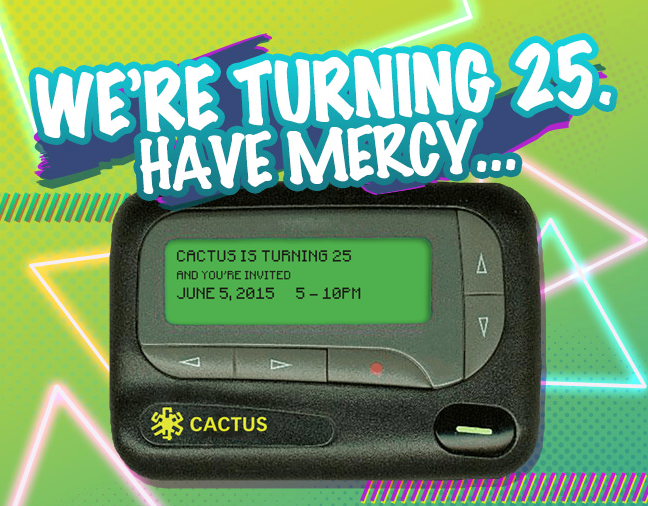 WE'RE TURNING 25.
HAVE MERCY...
CACTUS IS TURNING 25
AND YOU'RE INVITED
JUNE 5, 2015 5 - 10PM
CACTUS